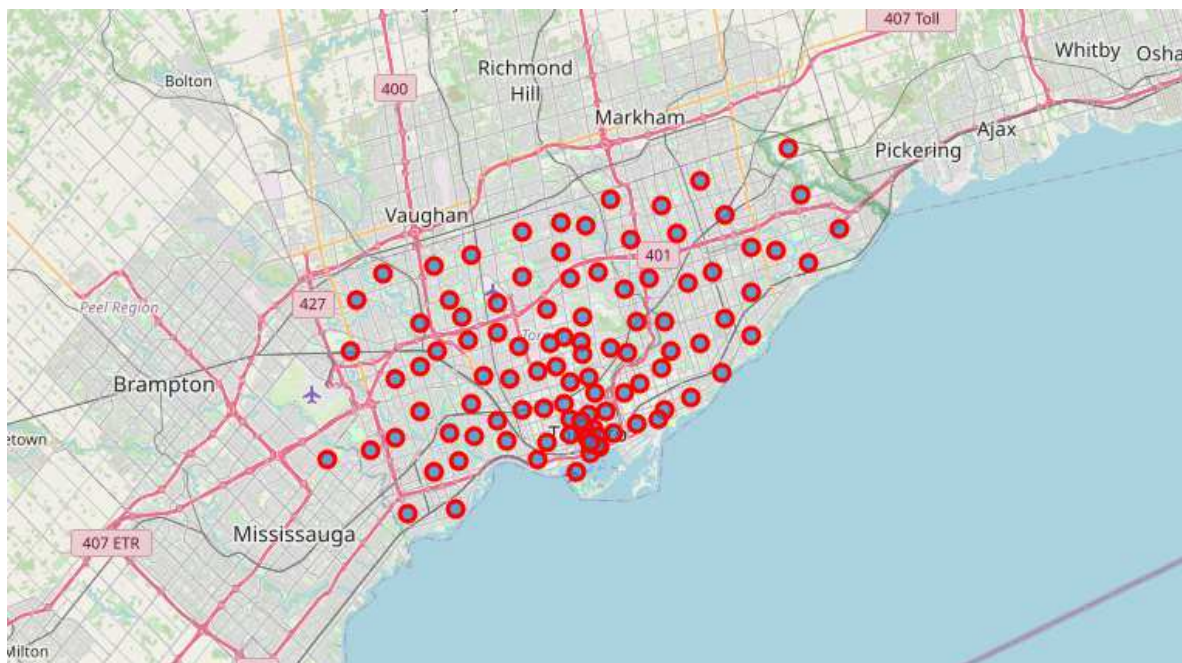 407 Toll
Whitby
Osha
Bolton
Richmond
Hill
400
Markham
Ajax
Pickering
Vaughan
401
427
Peel Region
Brampton
etown
Mississauga
407 ETR
Milton